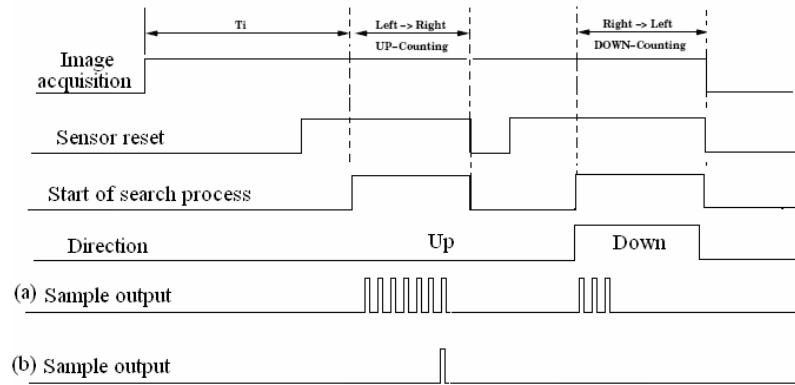 Ti
Left -> Right
UP-Counting
Right -> Left
DOWN-Counting
Image
acquisition
Sensor reset
Start of search process
Direction
Up
Down
(a) Sample output
(b) Sample output